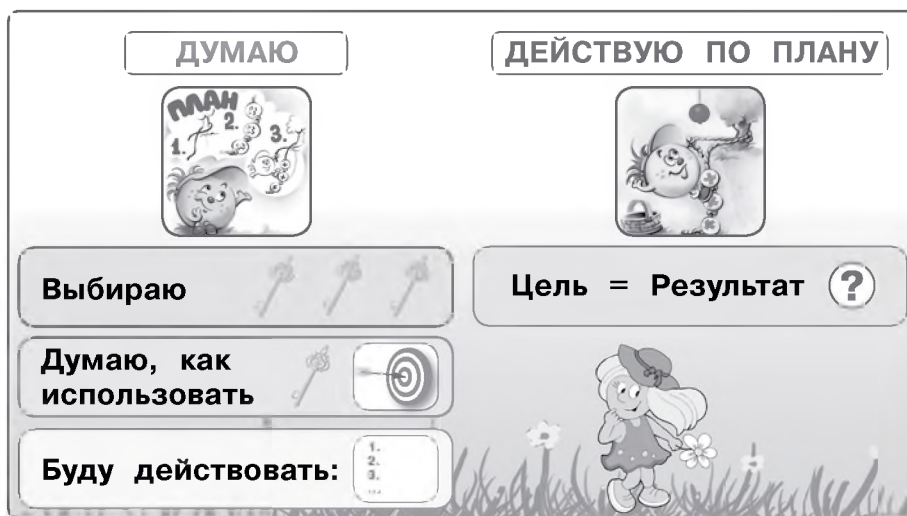 ДУМАЮ
ПЛАН
1.
2.
3.
Выбираю
Думаю, как
использовать
Буду действовать:
1.
2.
3.
...
ДЕЙСТВУЮ ПО ПЛАНУ
Цель = Результат ?